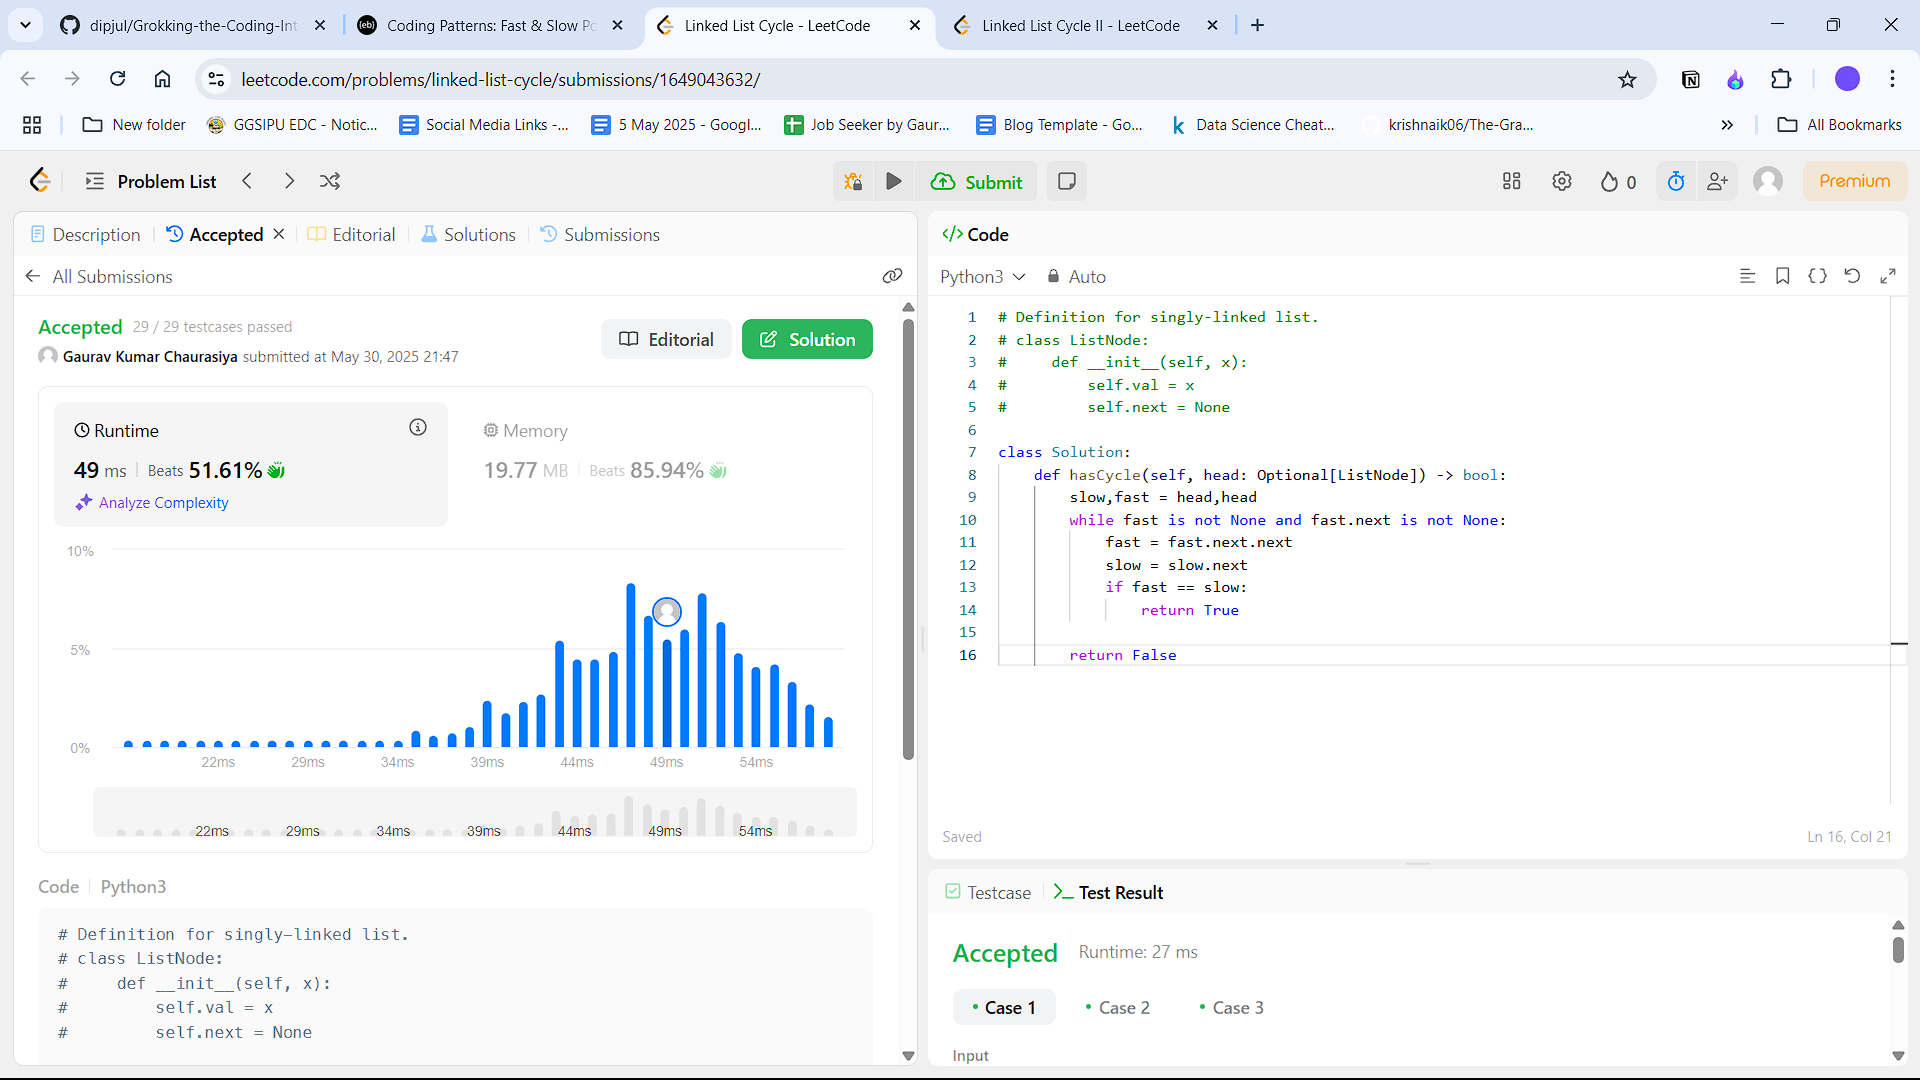 dipjul/Grokking-the-Coding-Int
Coding Patterns: Fast & Slow Po
Linked List Cycle - LeetCode
Linked List Cycle II - LeetCode
leetcode.com/problems/linked-list-cycle/submissions/1649043632/
New folder
GGSIPU EDC - Notic...
Social Media Links -...
5 May 2025 - Googl...
Job Seeker by Gaur...
Blog Template - Go...
Data Science Cheat...
krishnaik06/The-Gra...
All Bookmarks
Problem List
Submit
0
Premium
Description
Accepted
Editorial
Solutions
Submissions
All Submissions
Accepted 29 / 29 testcases passed
Gaurav Kumar Chaurasiya submitted at May 30, 2025 21:47
Editorial
Solution
Runtime
49 ms Beats 51.61%
Analyze Complexity
Memory
19.77 MB Beats 85.94%
10%
5%
0%
22ms 29ms 34ms 39ms 44ms 49ms 54ms
22ms 29ms 34ms 39ms 44ms 49ms 54ms
Code Python3
# Definition for singly-linked list.
# class ListNode:
#     def __init__(self, x):
#         self.val = x
#         self.next = None
</> Code
Python3
Auto
1 # Definition for singly-linked list.
2 # class ListNode:
3 #     def __init__(self, x):
4 #         self.val = x
5 #         self.next = None
6
7 class Solution:
8     def hasCycle(self, head: Optional[ListNode]) -> bool:
9         slow,fast = head,head
10         while fast is not None and fast.next is not None:
11             fast = fast.next.next
12             slow = slow.next
13             if fast == slow:
14                 return True
15
16         return False
Saved
Ln 16, Col 21
Testcase
Test Result
Accepted Runtime: 27 ms
Case 1
Case 2
Case 3
Input